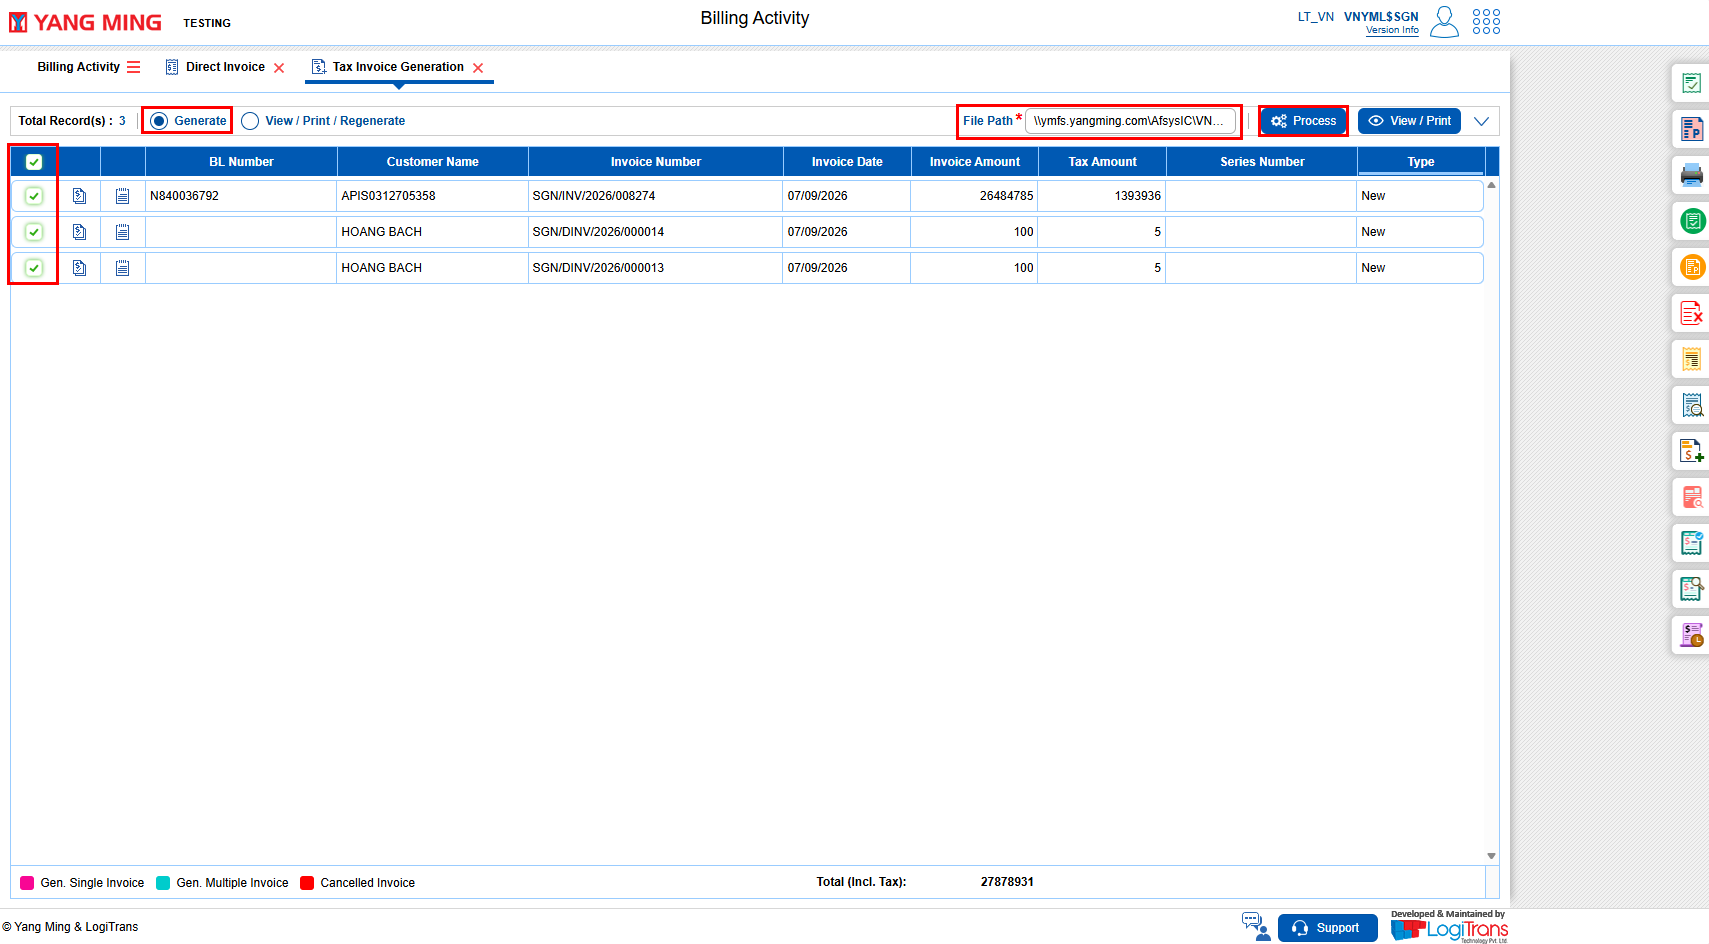 YANG MING TESTING Billing Activity LT_VN VNYML$SGN
Version Info
Billing Activity Direct Invoice Tax Invoice Generation
Total Record(s) : 3 Generate View / Print / Regenerate File Path * \\ymfs.yangming.com\AfsysIC\VN... Process View / Print
BL Number Customer Name Invoice Number Invoice Date Invoice Amount Tax Amount Series Number Type
N840036792 APIS0312705358 SGN/INV/2026/008274 07/09/2026 26484785 1393936 New
HOANG BACH SGN/DINV/2026/000014 07/09/2026 100 5 New
HOANG BACH SGN/DINV/2026/000013 07/09/2026 100 5 New
Gen. Single Invoice Gen. Multiple Invoice Cancelled Invoice Total (Incl. Tax): 27878931
© Yang Ming & LogiTrans Support
Developed & Maintained by
LogiTrans
Technology Pvt. Ltd.